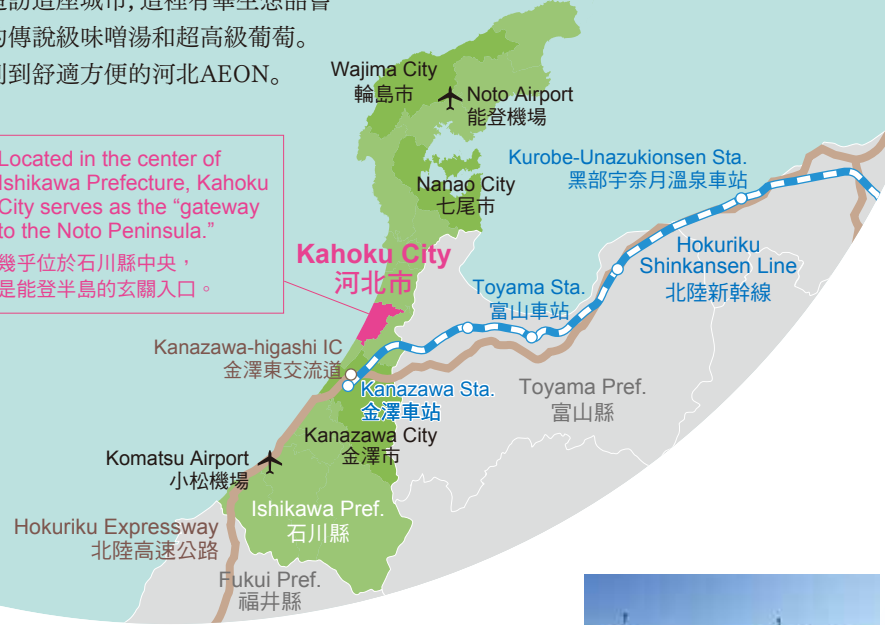 這座城市,這裡有畢生想品嘗
傳說級味噌湯和超高級葡萄。
到舒適方便的河北AEON。
Located in the center of
Ishikawa Prefecture, Kahoku
City serves as the “gateway
to the Noto Peninsula.”
幾乎位於石川縣中央，
是能登半島的玄關入口。
Wajima City
輪島市
Noto Airport
能登機場
Nanao City
七尾市
Kurobe-Unazukionsen Sta.
黑部宇奈月溫泉車站
Kahoku City
河北市
Hokuriku
Shinkansen Line
北陸新幹線
Toyama Sta.
富山車站
Kanazawa-higashi IC
金澤東交流道
Kanazawa Sta.
金澤車站
Toyama Pref.
富山縣
Kanazawa City
金澤市
Komatsu Airport
小松機場
Ishikawa Pref.
石川縣
Hokuriku Expressway
北陸高速公路
Fukui Pref.
福井縣